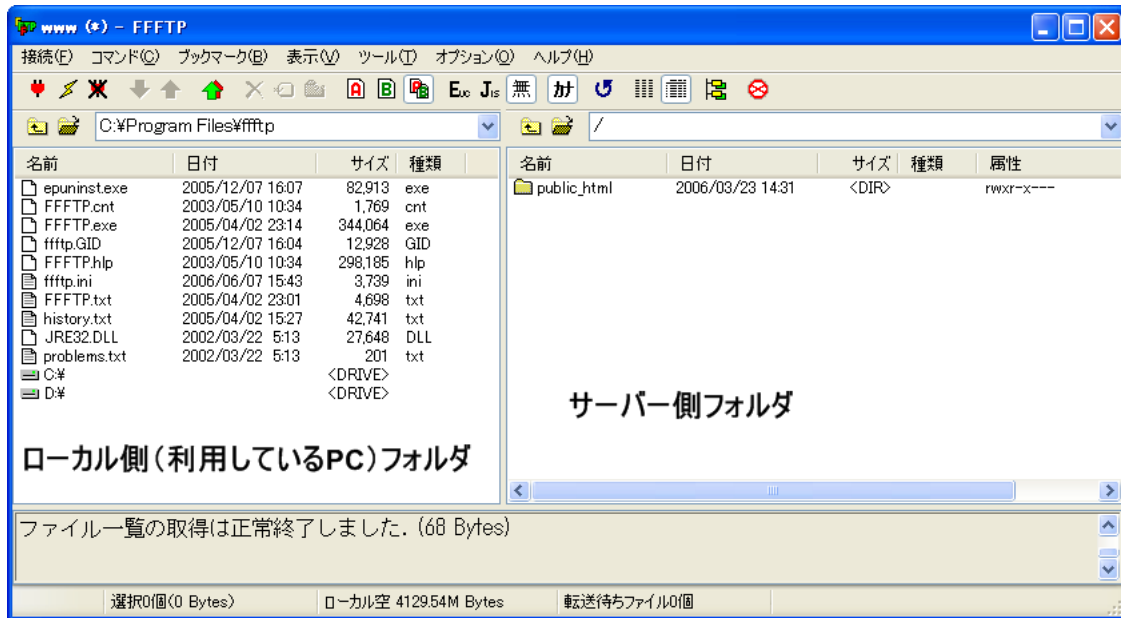 www (*) - FFFTP
接続(F) コマンド(C) ブックマーク(B) 表示(V) ツール(T) オプション(O) ヘルプ(H)
A B AB Euc Jis 無 カナ
C:¥Program Files¥ffftp /
名前 日付 サイズ 種類 名前 日付 サイズ 種類 属性
epuninst.exe 2005/12/07 16:07 82,913 exe public_html 2006/03/23 14:31 <DIR> rwxr-x---
FFFTP.cnt 2003/05/10 10:34 1,769 cnt
FFFTP.exe 2005/04/02 23:14 344,064 exe
ffftp.GID 2005/12/07 16:04 12,928 GID
FFFTP.hlp 2003/05/10 10:34 298,185 hlp
ffftp.ini 2006/06/07 15:43 3,739 ini
FFFTP.txt 2005/04/02 23:01 4,698 txt
history.txt 2005/04/02 15:27 42,741 txt
JRE32.DLL 2002/03/22 5:13 27,648 DLL
problems.txt 2002/03/22 5:13 201 txt
C:¥ <DRIVE>
D:¥ <DRIVE>
サーバー側フォルダ
ローカル側(利用しているPC)フォルダ
ファイル一覧の取得は正常終了しました. (68 Bytes)
選択0個(0 Bytes) ローカル空 4129.54M Bytes 転送待ちファイル0個